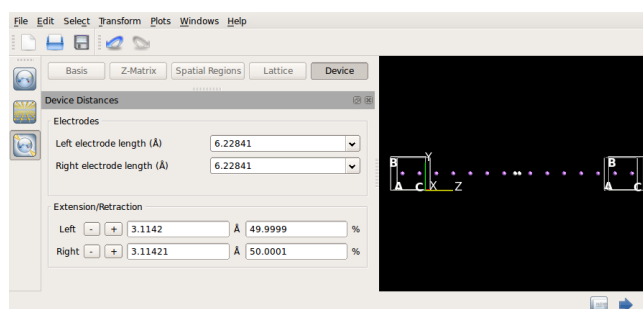 File Edit Select Transform Plots Windows Help
Basis Z-Matrix Spatial Regions Lattice Device
Device Distances
Electrodes
Left electrode length (Å) 6.22841
Right electrode length (Å) 6.22841
Extension/Retraction
Left - + 3.1142 Å 49.9999 %
Right - + 3.11421 Å 50.0001 %
B Y B
A C X Z A C